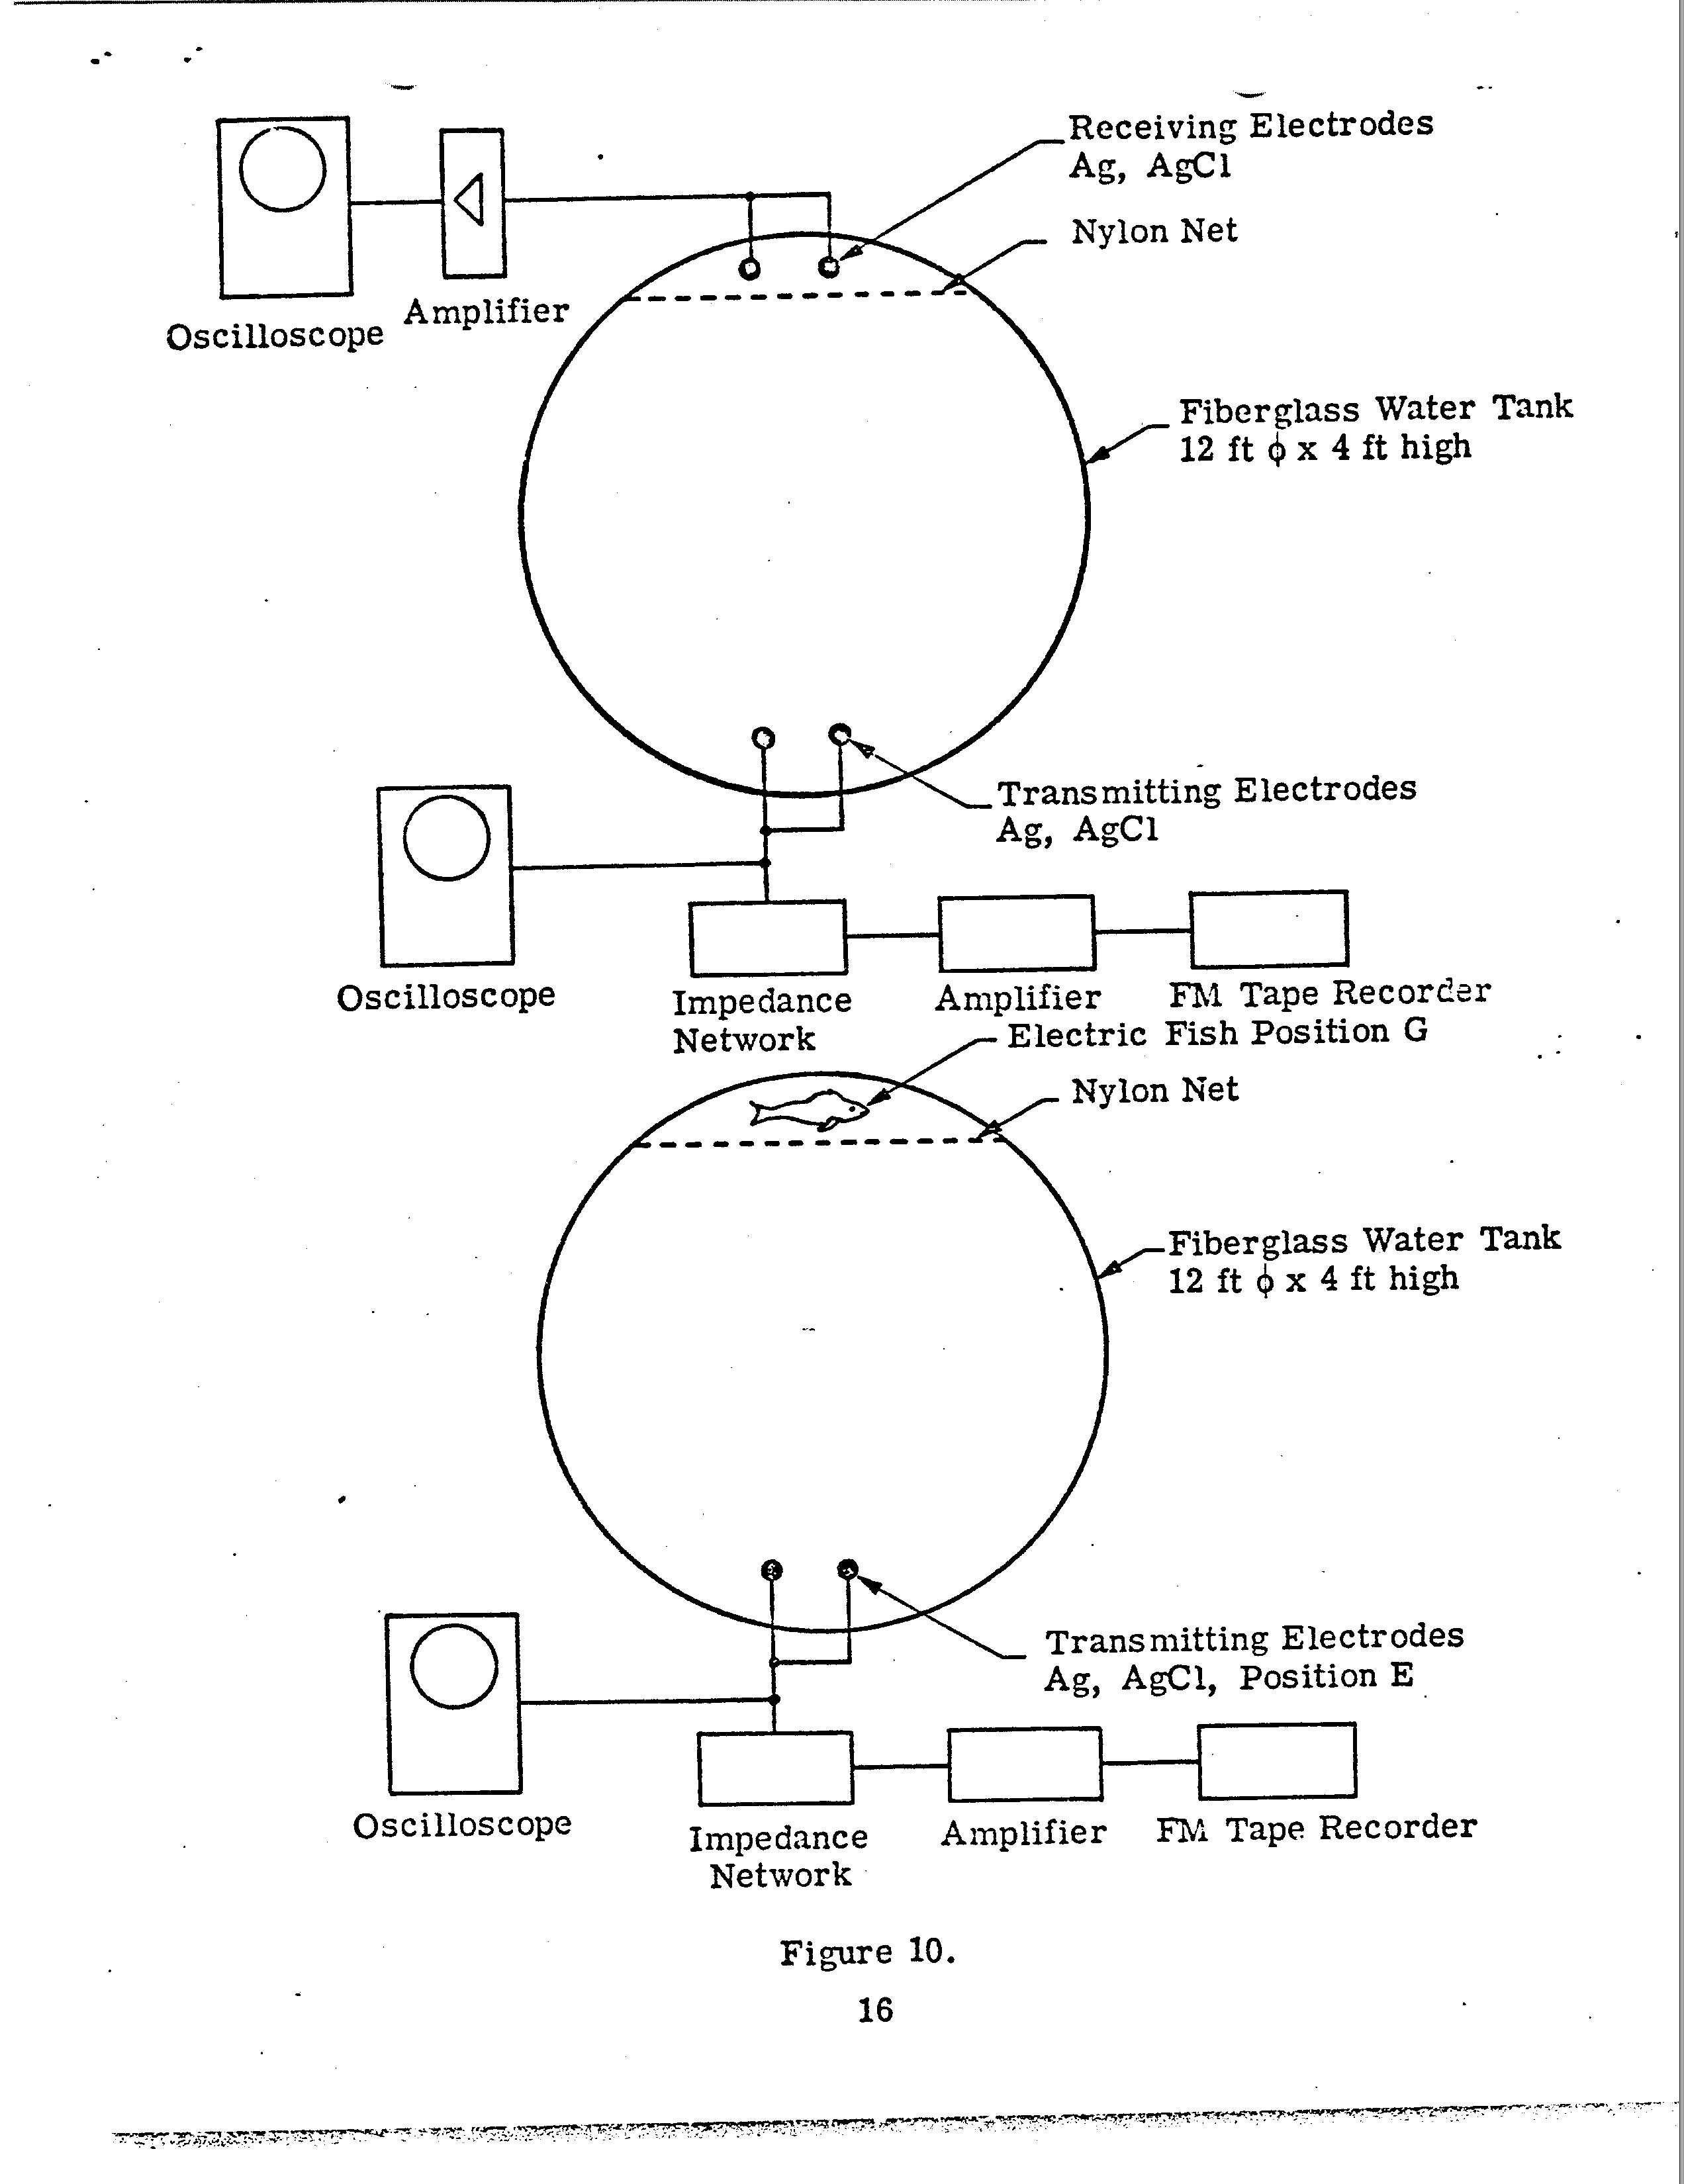 Receiving Electrodes
Ag, AgCl
Nylon Net
Amplifier
Oscilloscope
Fiberglass Water Tank
12 ft ϕ x 4 ft high
Transmitting Electrodes
Ag, AgCl
Oscilloscope
Impedance
Network
Amplifier
FM Tape Recorder
Electric Fish Position G
Nylon Net
Fiberglass Water Tank
12 ft ϕ x 4 ft high
Transmitting Electrodes
Ag, AgCl, Position E
Oscilloscope
Impedance
Network
Amplifier
FM Tape Recorder
Figure 10.
16